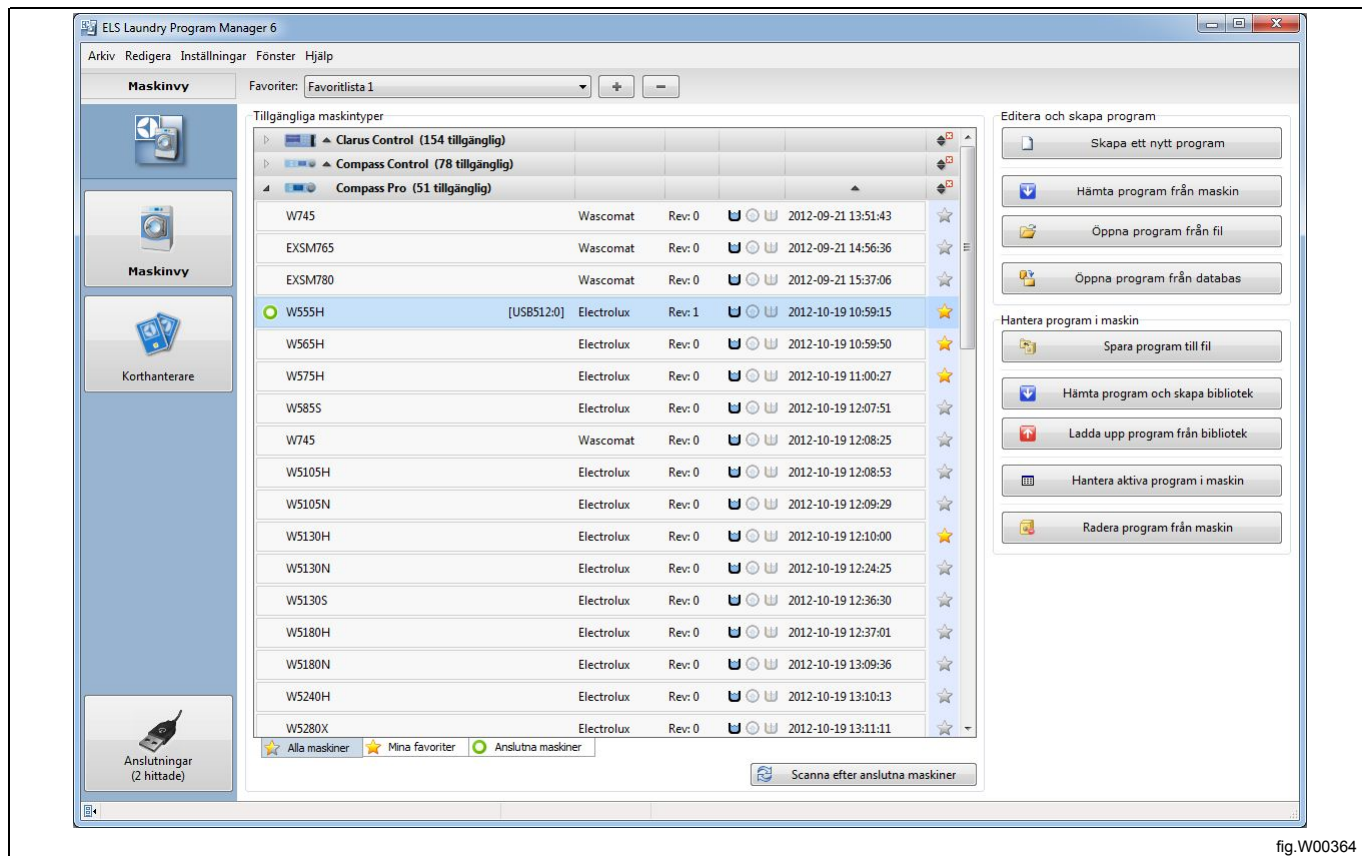 ELS Laundry Program Manager 6
Arkiv Redigera Inställningar Fönster Hjälp
Maskinvy
Favoriter: Favoritlista 1
Maskinvy
Korthanterare
Anslutningar
(2 hittade)
Tillgängliga maskintyper
Clarus Control (154 tillgänglig)
Compass Control (78 tillgänglig)
Compass Pro (51 tillgänglig)
W745 Wascomat Rev: 0 2012-09-21 13:51:43
EXSM765 Wascomat Rev: 0 2012-09-21 14:56:36
EXSM780 Wascomat Rev: 0 2012-09-21 15:37:06
W555H [USB512:0] Electrolux Rev: 1 2012-10-19 10:59:15
W565H Electrolux Rev: 0 2012-10-19 10:59:50
W575H Electrolux Rev: 0 2012-10-19 11:00:27
W585S Electrolux Rev: 0 2012-10-19 12:07:51
W745 Wascomat Rev: 0 2012-10-19 12:08:25
W5105H Electrolux Rev: 0 2012-10-19 12:08:53
W5105N Electrolux Rev: 0 2012-10-19 12:09:29
W5130H Electrolux Rev: 0 2012-10-19 12:10:00
W5130N Electrolux Rev: 0 2012-10-19 12:24:25
W5130S Electrolux Rev: 0 2012-10-19 12:36:30
W5180H Electrolux Rev: 0 2012-10-19 12:37:01
W5180N Electrolux Rev: 0 2012-10-19 13:09:36
W5240H Electrolux Rev: 0 2012-10-19 13:10:13
W5280X Electrolux Rev: 0 2012-10-19 13:11:11
Alla maskiner Mina favoriter Anslutna maskiner
Scanna efter anslutna maskiner
Editera och skapa program
Skapa ett nytt program
Hämta program från maskin
Öppna program från fil
Öppna program från databas
Hantera program i maskin
Spara program till fil
Hämta program och skapa bibliotek
Ladda upp program från bibliotek
Hantera aktiva program i maskin
Radera program från maskin
fig.W00364